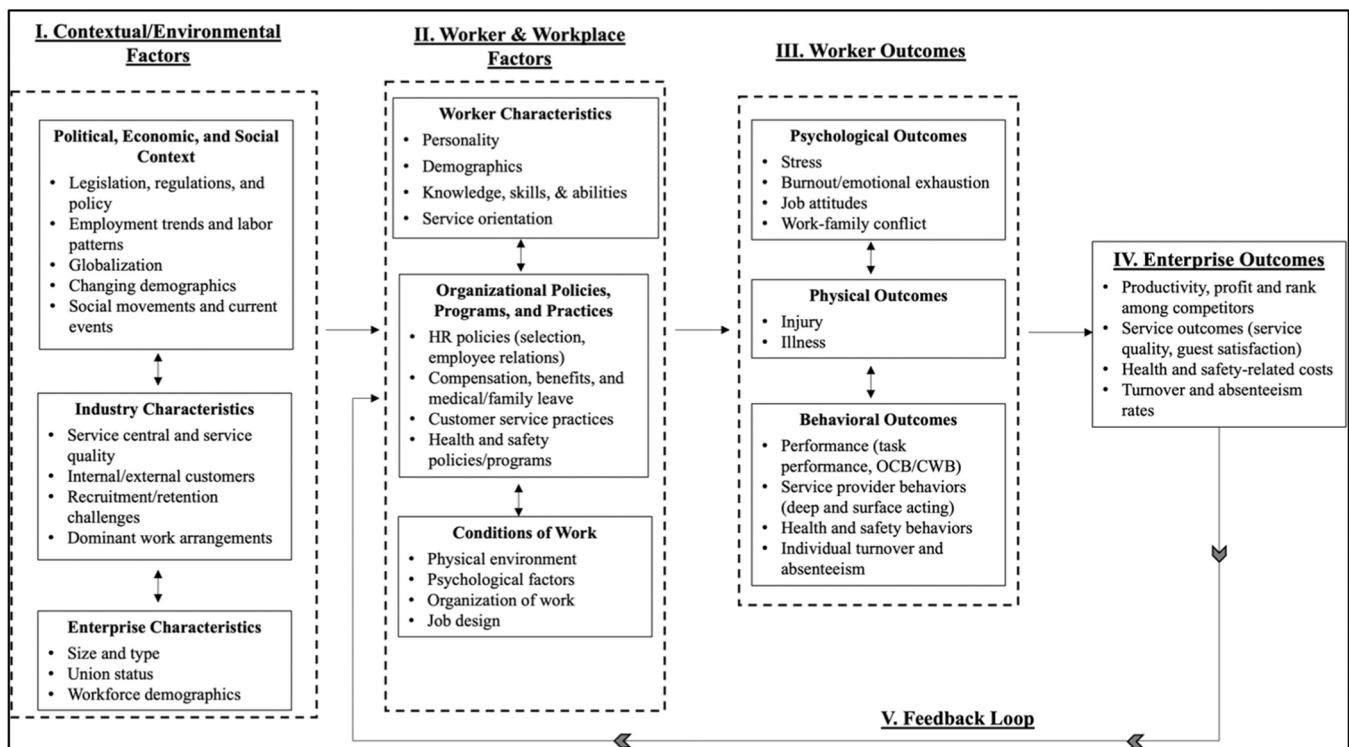 I. Contextual/Environmental
Factors
Political, Economic, and Social
Context
• Legislation, regulations, and
policy
• Employment trends and labor
patterns
• Globalization
• Changing demographics
• Social movements and current
events
Industry Characteristics
• Service central and service
quality
• Internal/external customers
• Recruitment/retention
challenges
• Dominant work arrangements
Enterprise Characteristics
• Size and type
• Union status
• Workforce demographics
II. Worker & Workplace
Factors
Worker Characteristics
• Personality
• Demographics
• Knowledge, skills, & abilities
• Service orientation
Organizational Policies,
Programs, and Practices
• HR policies (selection,
employee relations)
• Compensation, benefits, and
medical/family leave
• Customer service practices
• Health and safety
policies/programs
Conditions of Work
• Physical environment
• Psychological factors
• Organization of work
• Job design
III. Worker Outcomes
Psychological Outcomes
• Stress
• Burnout/emotional exhaustion
• Job attitudes
• Work-family conflict
Physical Outcomes
• Injury
• Illness
Behavioral Outcomes
• Performance (task
performance, OCB/CWB)
• Service provider behaviors
(deep and surface acting)
• Health and safety behaviors
• Individual turnover and
absenteeism
IV. Enterprise Outcomes
• Productivity, profit and rank
among competitors
• Service outcomes (service
quality, guest satisfaction)
• Health and safety-related costs
• Turnover and absenteeism
rates
V. Feedback Loop